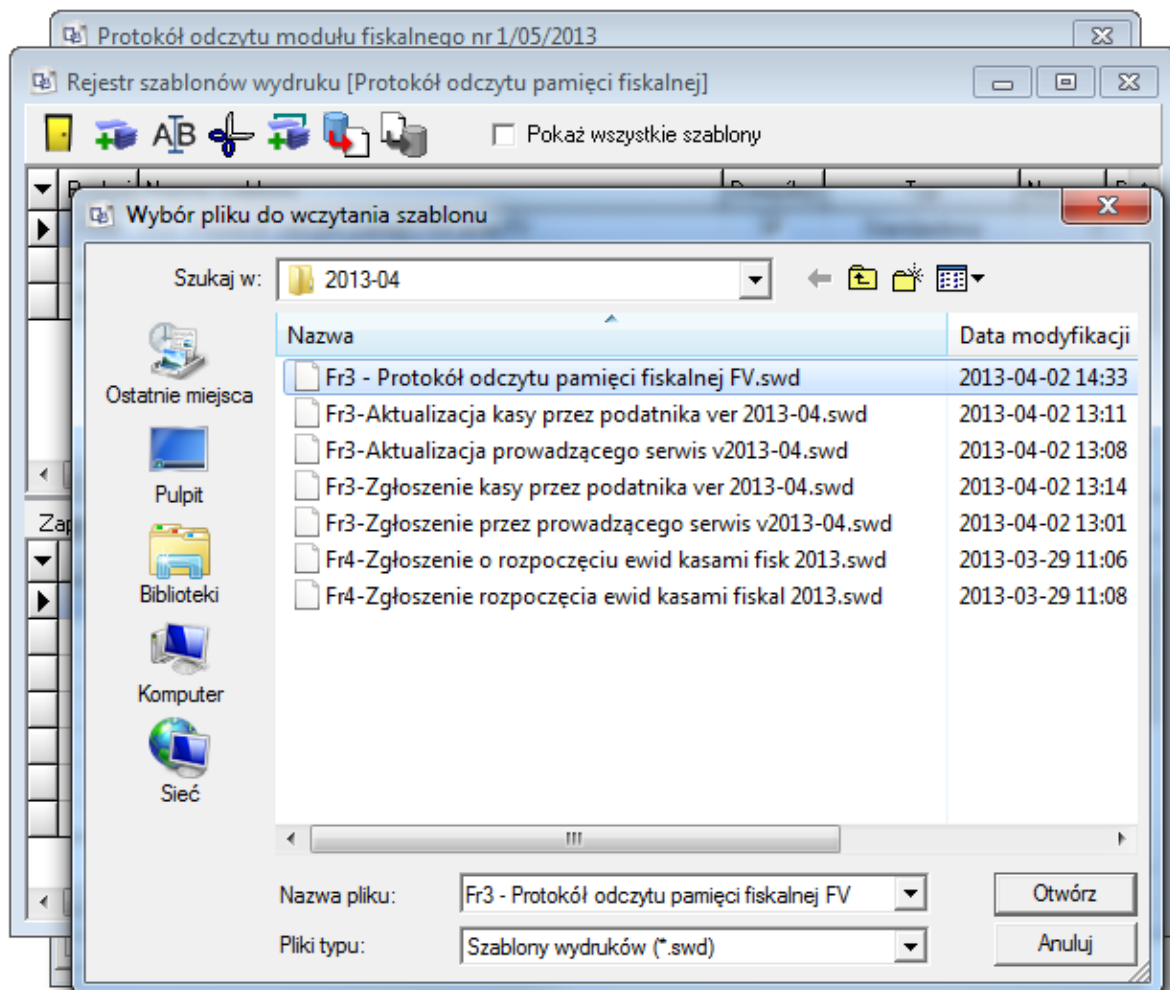 Protokół odczytu modułu fiskalnego nr 1/05/2013
Rejestr szablonów wydruku [Protokół odczytu pamięci fiskalnej]
Pokaż wszystkie szablony
Wybór pliku do wczytania szablonu
Szukaj w: 2013-04
Nazwa Data modyfikacji
Fr3 - Protokół odczytu pamięci fiskalnej FV.swd 2013-04-02 14:33
Fr3-Aktualizacja kasy przez podatnika ver 2013-04.swd 2013-04-02 13:11
Fr3-Aktualizacja prowadzącego serwis v2013-04.swd 2013-04-02 13:08
Fr3-Zgłoszenie kasy przez podatnika ver 2013-04.swd 2013-04-02 13:14
Fr3-Zgłoszenie przez prowadzącego serwis v2013-04.swd 2013-04-02 13:01
Fr4-Zgłoszenie o rozpoczęciu ewid kasami fisk 2013.swd 2013-03-29 11:06
Fr4-Zgłoszenie rozpoczęcia ewid kasami fiskal 2013.swd 2013-03-29 11:08
Ostatnie miejsca
Pulpit
Biblioteki
Komputer
Sieć
Nazwa pliku: Fr3 - Protokół odczytu pamięci fiskalnej FV Otwórz
Pliki typu: Szablony wydruków (*.swd) Anuluj